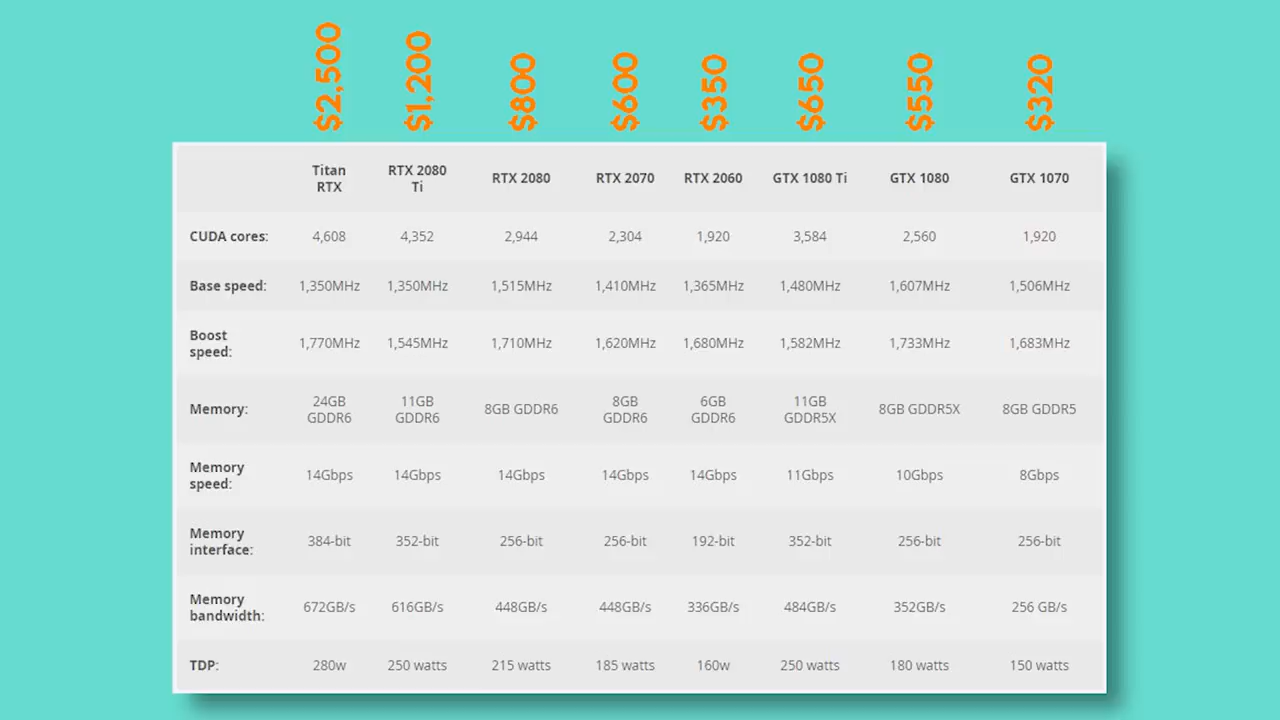 $2,500 $1,200 $800 $600 $350 $650 $550 $320
Titan RTX RTX 2080 Ti RTX 2080 RTX 2070 RTX 2060 GTX 1080 Ti GTX 1080 GTX 1070
CUDA cores: 4,608 4,352 2,944 2,304 1,920 3,584 2,560 1,920
Base speed: 1,350MHz 1,350MHz 1,515MHz 1,410MHz 1,365MHz 1,480MHz 1,607MHz 1,506MHz
Boost speed: 1,770MHz 1,545MHz 1,710MHz 1,620MHz 1,680MHz 1,582MHz 1,733MHz 1,683MHz
Memory: 24GB GDDR6 11GB GDDR6 8GB GDDR6 8GB GDDR6 6GB GDDR6 11GB GDDR5X 8GB GDDR5X 8GB GDDR5
Memory speed: 14Gbps 14Gbps 14Gbps 14Gbps 14Gbps 11Gbps 10Gbps 8Gbps
Memory interface: 384-bit 352-bit 256-bit 256-bit 192-bit 352-bit 256-bit 256-bit
Memory bandwidth: 672GB/s 616GB/s 448GB/s 448GB/s 336GB/s 484GB/s 352GB/s 256 GB/s
TDP: 280w 250 watts 215 watts 185 watts 160w 250 watts 180 watts 150 watts